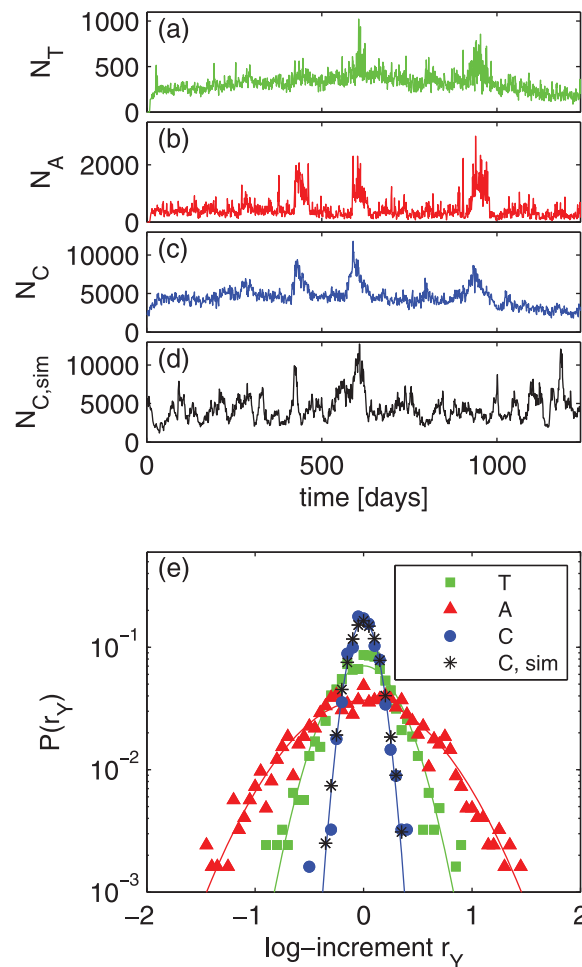 (a)
N_T
1000
500
0
(b)
N_A
2000
0
(c)
N_C
10000
5000
0
(d)
N_C,sim
10000
5000
0
0 500 1000
time [days]
(e)
T
A
C
C, sim
P(r_Y)
10^−1
10^−2
10^−3
−2 −1 0 1 2
log−increment r_Y